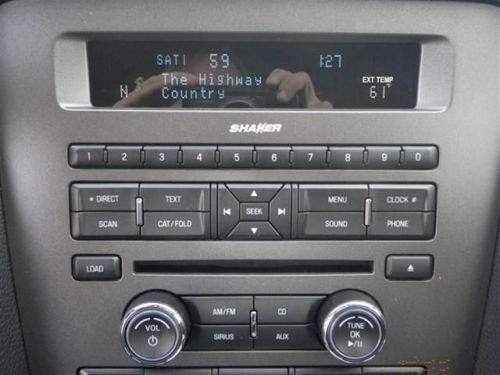 SAT1 59 1:27
The Highway
EXT TEMP
N Country 61°F
SHAKER
1 2 3 4 5 6 7 8 9 0
* DIRECT TEXT MENU CLOCK #
SEEK
SCAN CAT/FOLD SOUND PHONE
LOAD
AM/FM CD
VOL TUNE
OK
SIRIUS AUX